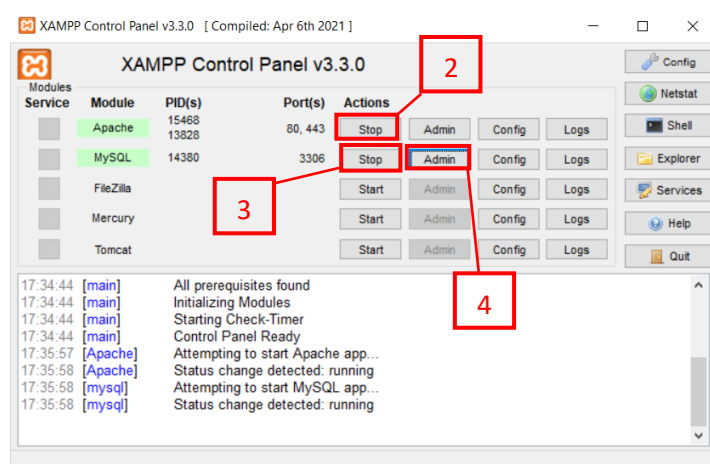 XAMPP Control Panel v3.3.0 [ Compiled: Apr 6th 2021 ]
XAMPP Control Panel v3.3.0
2
Config
Modules
Netstat
Service Module PID(s) Port(s) Actions
Apache 15468 13828 80, 443 Stop Admin Config Logs
Shell
MySQL 14380 3306 Stop Admin Config Logs
Explorer
FileZilla Start Admin Config Logs
Services
3
Mercury Start Admin Config Logs
Help
Tomcat Start Admin Config Logs
Quit
4
17:34:44 [main] All prerequisites found
17:34:44 [main] Initializing Modules
17:34:44 [main] Starting Check-Timer
17:34:44 [main] Control Panel Ready
17:35:57 [Apache] Attempting to start Apache app...
17:35:58 [Apache] Status change detected: running
17:35:58 [mysql] Attempting to start MySQL app...
17:35:58 [mysql] Status change detected: running